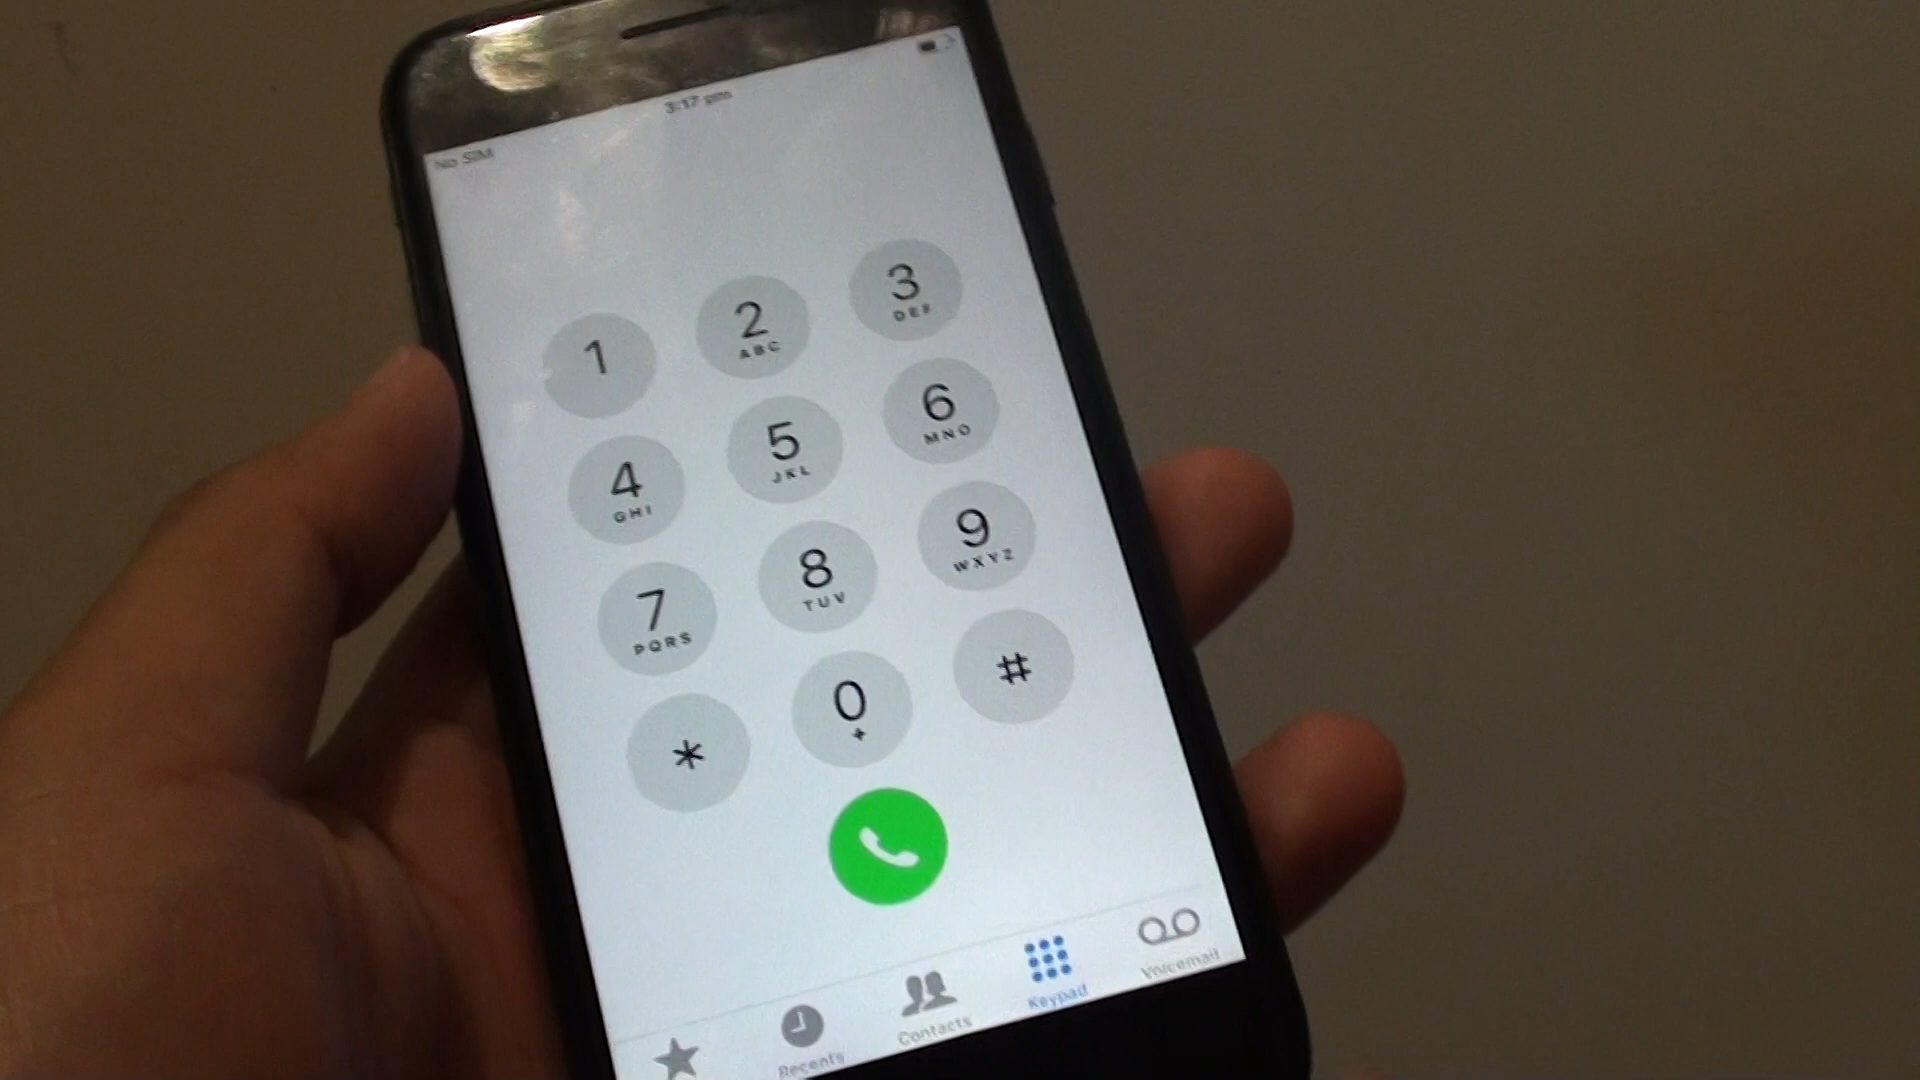 3:17 pm
No SIM
1 2 3
ABC DEF
4 5 6
GHI JKL MNO
7 8 9
PQRS TUV WXYZ
* 0 #
+
Recents Contacts Keypad Voicemail